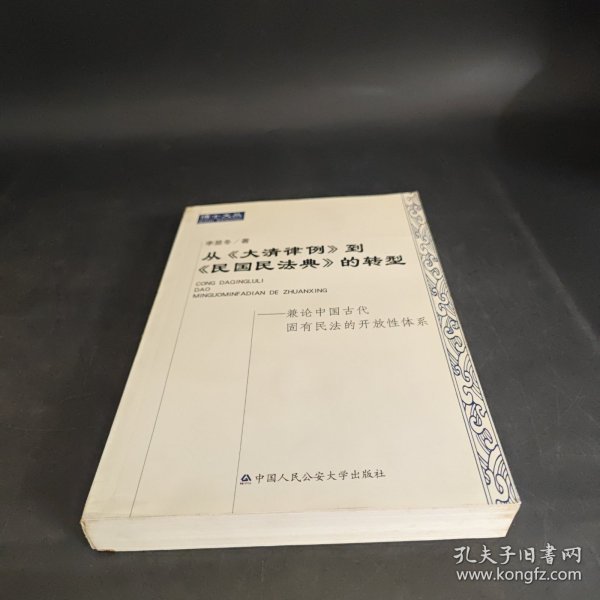 博士文丛
李显冬／著
从《大清律例》到
《民国民法典》的转型
CONG DAQINGLULI
DAO
MINGUOMINFADIAN DE ZHUANXING
——兼论中国古代
固有民法的开放性体系
中国人民公安大学出版社
孔夫子旧书网
www.kongfz.com